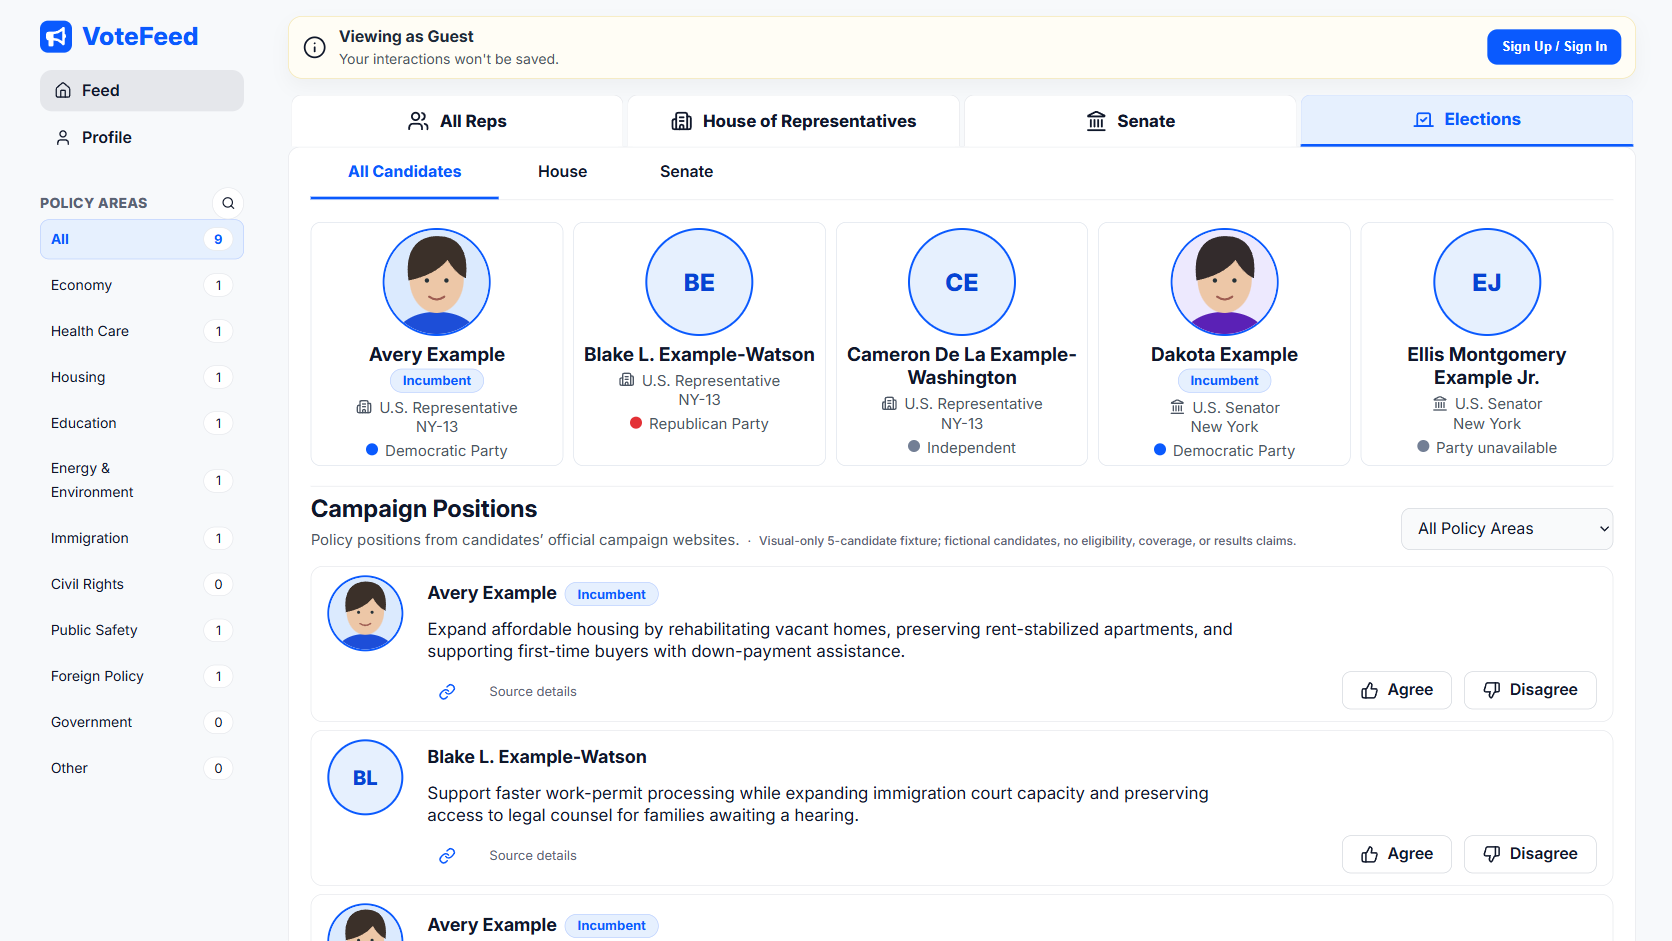 VoteFeed
Feed
Profile
POLICY AREAS
All 9
Economy 1
Health Care 1
Housing 1
Education 1
Energy &
Environment 1
Immigration 1
Civil Rights 0
Public Safety 1
Foreign Policy 1
Government 0
Other 0
Viewing as Guest
Your interactions won't be saved.
Sign Up / Sign In
All Reps
House of Representatives
Senate
Elections
All Candidates
House
Senate
Avery Example
Incumbent
U.S. Representative
NY-13
Democratic Party
BE
Blake L. Example-Watson
U.S. Representative
NY-13
Republican Party
CE
Cameron De La Example-
Washington
U.S. Representative
NY-13
Independent
Dakota Example
Incumbent
U.S. Senator
New York
Democratic Party
EJ
Ellis Montgomery
Example Jr.
U.S. Senator
New York
Party unavailable
Campaign Positions
Policy positions from candidates’ official campaign websites. · Visual-only 5-candidate fixture; fictional candidates, no eligibility, coverage, or results claims.
All Policy Areas
Avery Example Incumbent
Expand affordable housing by rehabilitating vacant homes, preserving rent-stabilized apartments, and
supporting first-time buyers with down-payment assistance.
Source details
Agree
Disagree
BL
Blake L. Example-Watson
Support faster work-permit processing while expanding immigration court capacity and preserving
access to legal counsel for families awaiting a hearing.
Source details
Agree
Disagree
Avery Example Incumbent